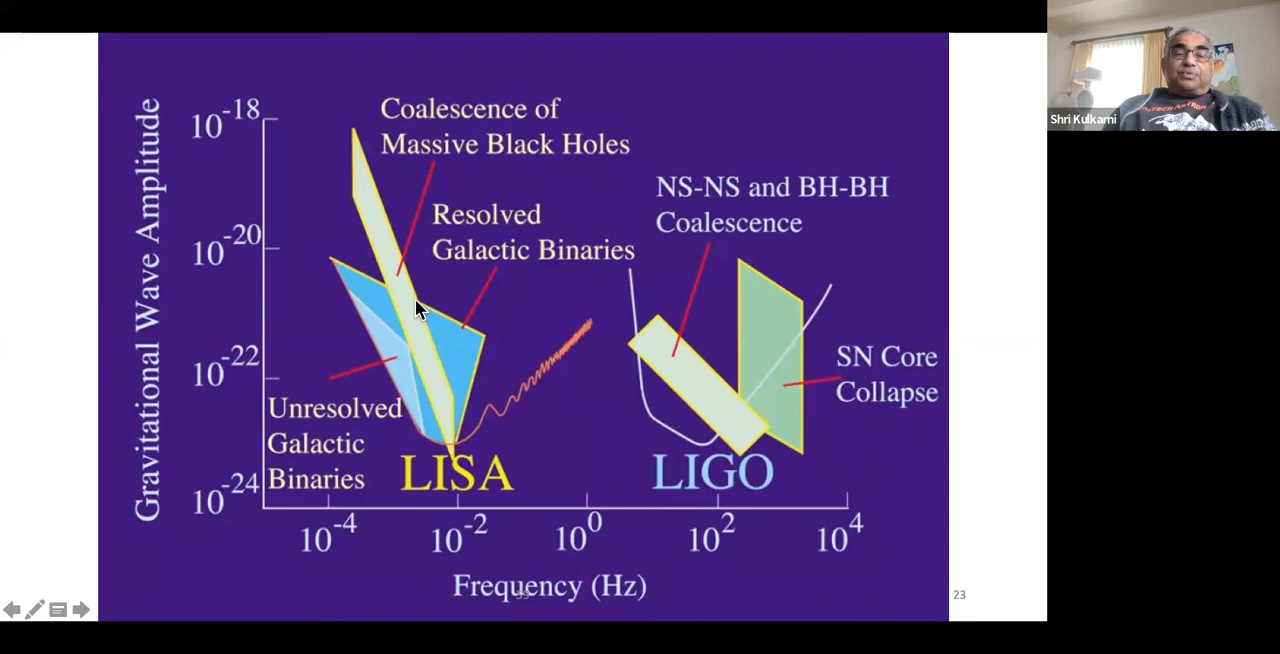 Coalescence of
Massive Black Holes
Resolved
Galactic Binaries
NS-NS and BH-BH
Coalescence
SN Core
Collapse
Unresolved
Galactic
Binaries
LISA
LIGO
Gravitational Wave Amplitude
10^-18
10^-20
10^-22
10^-24
10^-4
10^-2
10^0
10^2
10^4
Frequency (Hz)
23
Shri Kulkarni